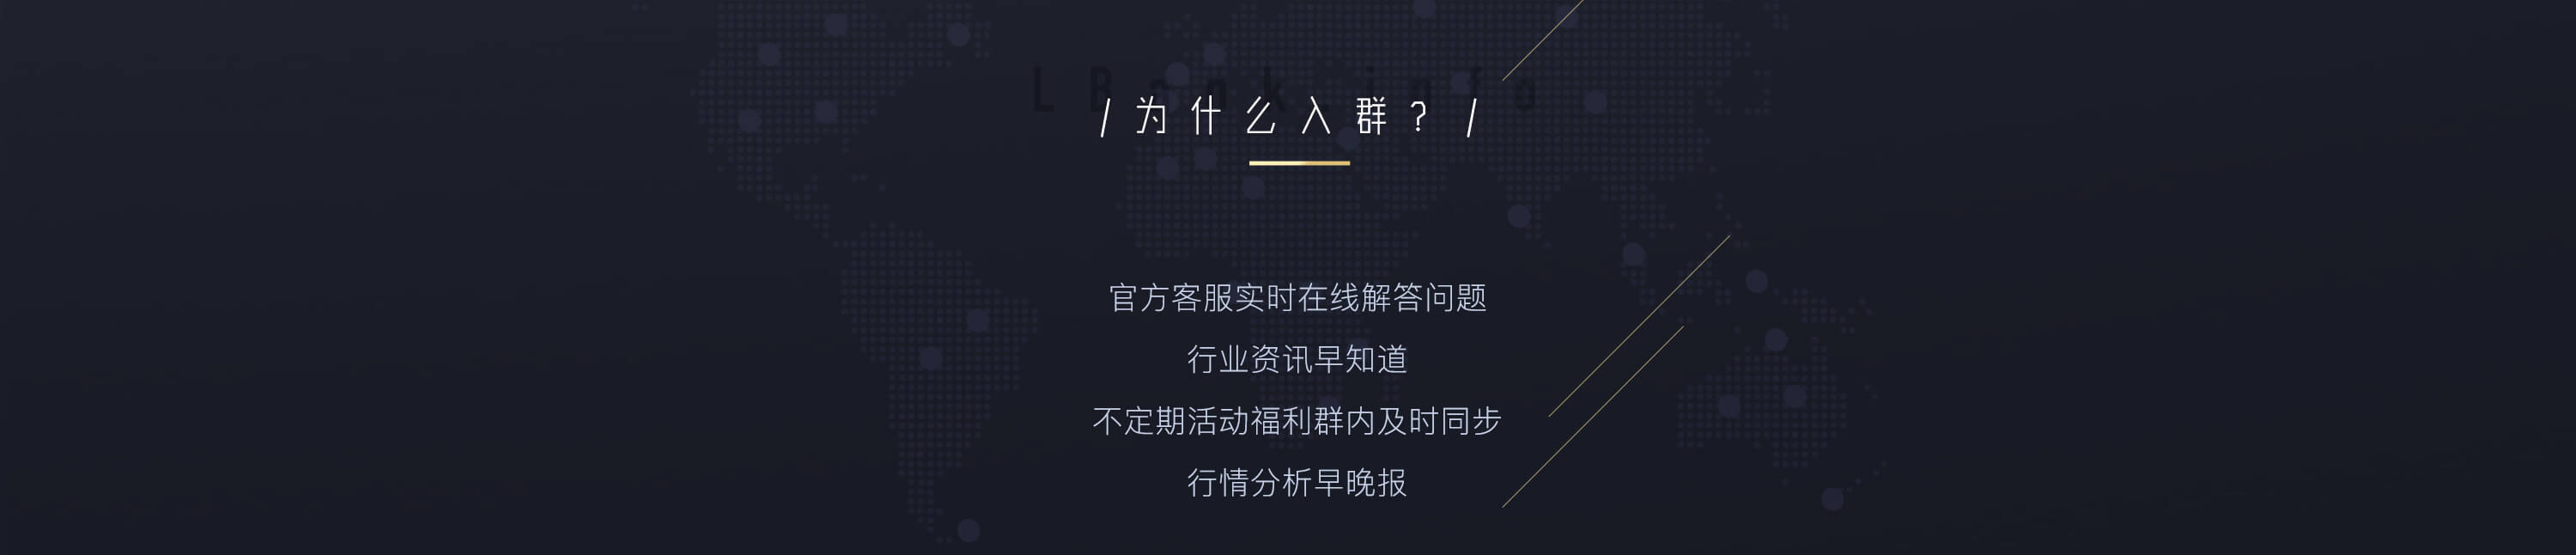 LBank info
/为什么入群?/
官方客服实时在线解答问题
行业资讯早知道
不定期活动福利群内及时同步
行情分析早晚报